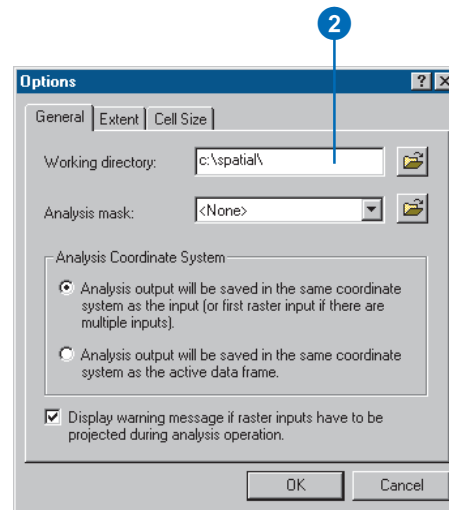 2
Options
? ×
General Extent Cell Size
Working directory: c:\spatial\
Analysis mask: <None>
Analysis Coordinate System
Analysis output will be saved in the same coordinate
system as the input (or first raster input if there are
multiple inputs).
Analysis output will be saved in the same coordinate
system as the active data frame.
Display warning message if raster inputs have to be
projected during analysis operation.
OK Cancel